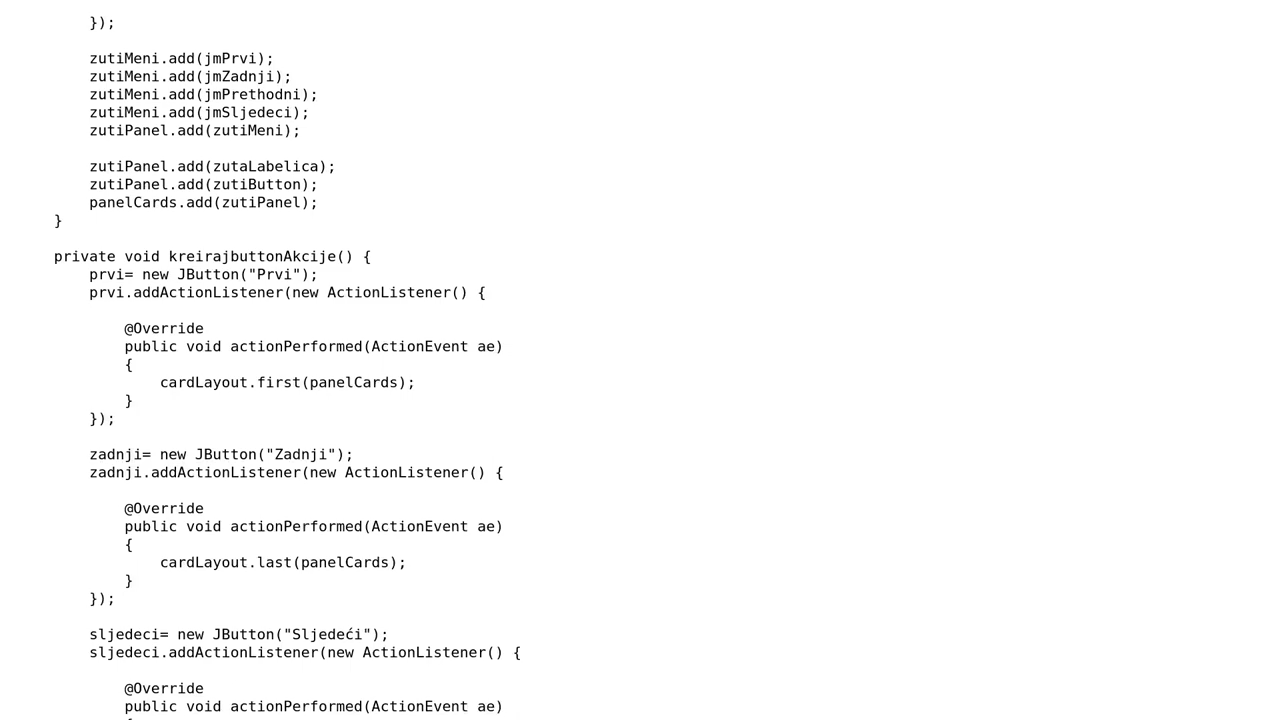 });
zutiMeni.add(jmPrvi);
zutiMeni.add(jmZadnji);
zutiMeni.add(jmPrethodni);
zutiMeni.add(jmSljedeci);
zutiPanel.add(zutiMeni);
zutiPanel.add(zutaLabelica);
zutiPanel.add(zutiButton);
panelCards.add(zutiPanel);
}
private void kreirajbuttonAkcije() {
prvi= new JButton("Prvi");
prvi.addActionListener(new ActionListener() {
@Override
public void actionPerformed(ActionEvent ae)
{
cardLayout.first(panelCards);
}
});
zadnji= new JButton("Zadnji");
zadnji.addActionListener(new ActionListener() {
@Override
public void actionPerformed(ActionEvent ae)
{
cardLayout.last(panelCards);
}
});
sljedeci= new JButton("Sljedeći");
sljedeci.addActionListener(new ActionListener() {
@Override
public void actionPerformed(ActionEvent ae)